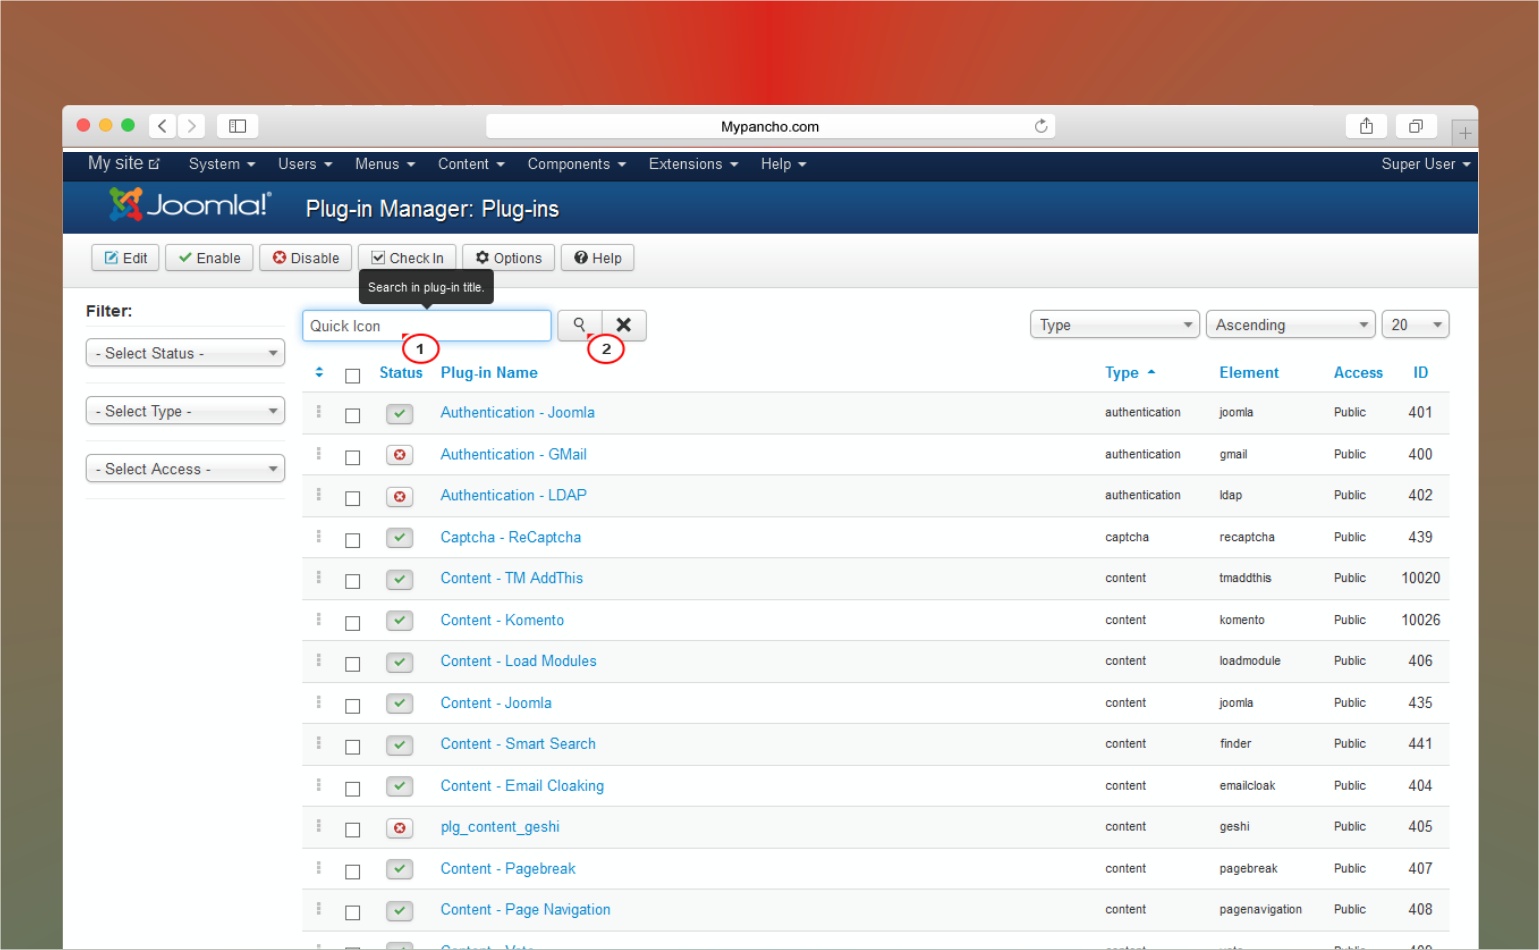 Mypancho.com
My site System Users Menus Content Components Extensions Help Super User
Joomla!® Plug-in Manager: Plug-ins
Edit Enable Disable Check In Options Help
Search in plug-in title.
Filter:
Quick Icon Type Ascending 20
1 2
- Select Status -
- Select Type -
- Select Access -
Status Plug-in Name Type Element Access ID
Authentication - Joomla authentication joomla Public 401
Authentication - GMail authentication gmail Public 400
Authentication - LDAP authentication ldap Public 402
Captcha - ReCaptcha captcha recaptcha Public 439
Content - TM AddThis content tmaddthis Public 10020
Content - Komento content komento Public 10026
Content - Load Modules content loadmodule Public 406
Content - Joomla content joomla Public 435
Content - Smart Search content finder Public 441
Content - Email Cloaking content emailcloak Public 404
plg_content_geshi content geshi Public 405
Content - Pagebreak content pagebreak Public 407
Content - Page Navigation content pagenavigation Public 408